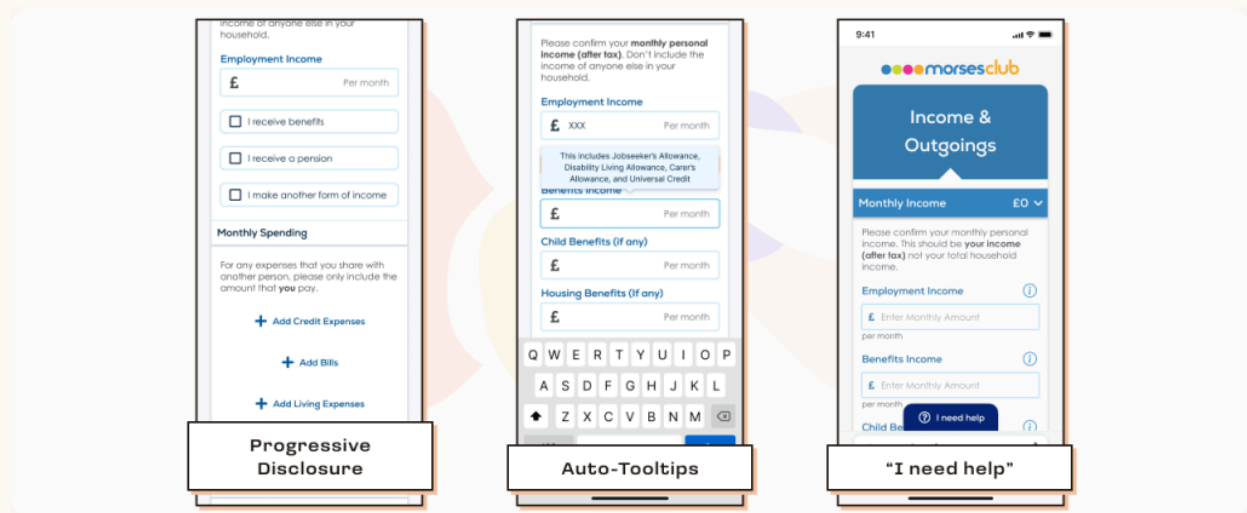 income of anyone else in your
household.
Employment Income
£ Per month
I receive benefits
I receive a pension
I make another form of income
Monthly Spending
For any expenses that you share with
another person, please only include the
amount that you pay.
+ Add Credit Expenses
+ Add Bills
+ Add Living Expenses
Progressive
Disclosure
Please confirm your monthly personal
income (after tax). Don't include the
income of anyone else in your
household.
Employment Income
£ XXX Per month
This includes Jobseeker's Allowance,
Disability Living Allowance, Carer's
Allowance, and Universal Credit
Benefits Income
£ Per month
Child Benefits (if any)
£ Per month
Housing Benefits (If any)
£ Per month
Q W E R T Y U I O P
A S D F G H J K L
Z X C V B N M
Auto-Tooltips
9:41
morsesclub
Income &
Outgoings
Monthly Income £0
Please confirm your monthly personal
income. This should be your income
(after tax) not your total household
income.
Employment Income
£ Enter Monthly Amount
per month
Benefits Income
£ Enter Monthly Amount
per month
I need help
Child Be
"I need help"